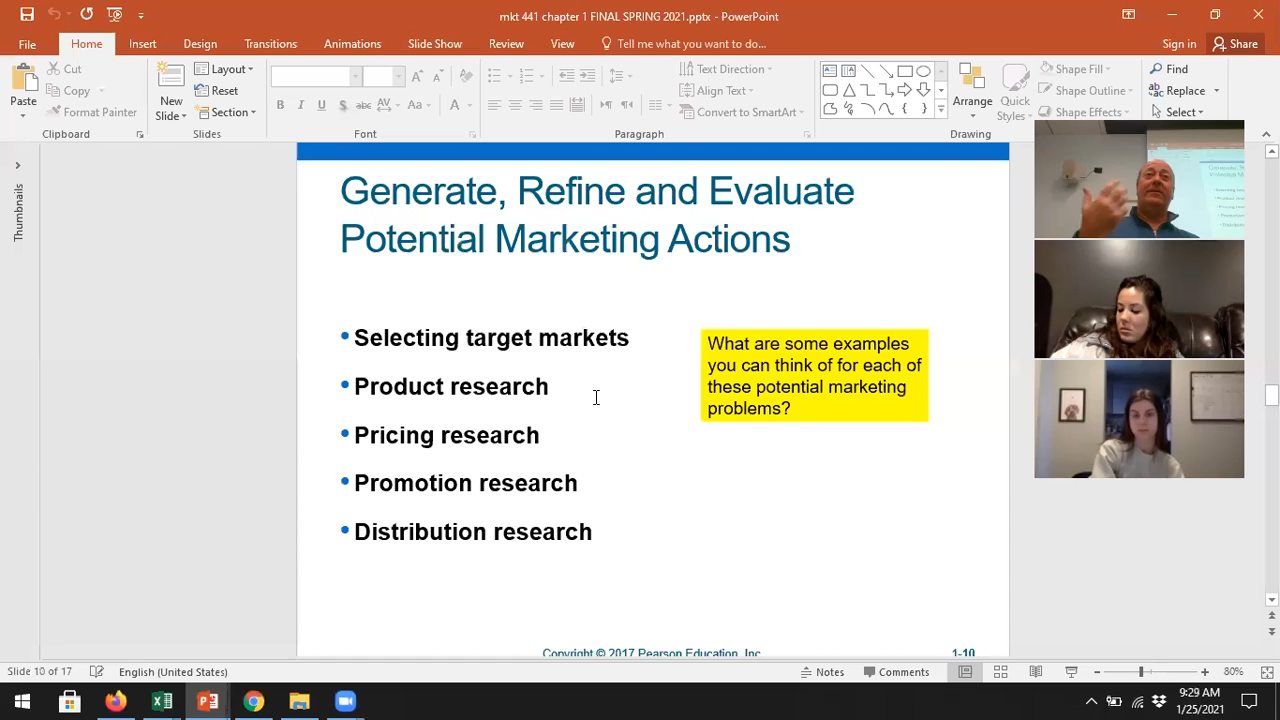 mkt 441 chapter 1 FINAL SPRING 2021.pptx - PowerPoint
File Home Insert Design Transitions Animations Slide Show Review View Tell me what you want to do... Sign in Share
Paste
Cut
Copy
Format Painter
New Slide
Layout
Reset
Section
Text Direction
Align Text
Convert to SmartArt
Arrange
Quick Styles
Shape Fill
Shape Outline
Shape Effects
Find
Replace
Select
Clipboard Slides Font Paragraph Drawing
Thumbnails
Generate, Refine and Evaluate
Potential Marketing Actions
• Selecting target markets
• Product research
• Pricing research
• Promotion research
• Distribution research
What are some examples
you can think of for each of
these potential marketing
problems?
Copyright © 2017 Pearson Education, Inc. 1-10
Slide 10 of 17 English (United States) Notes Comments 80%
9:29 AM
1/25/2021